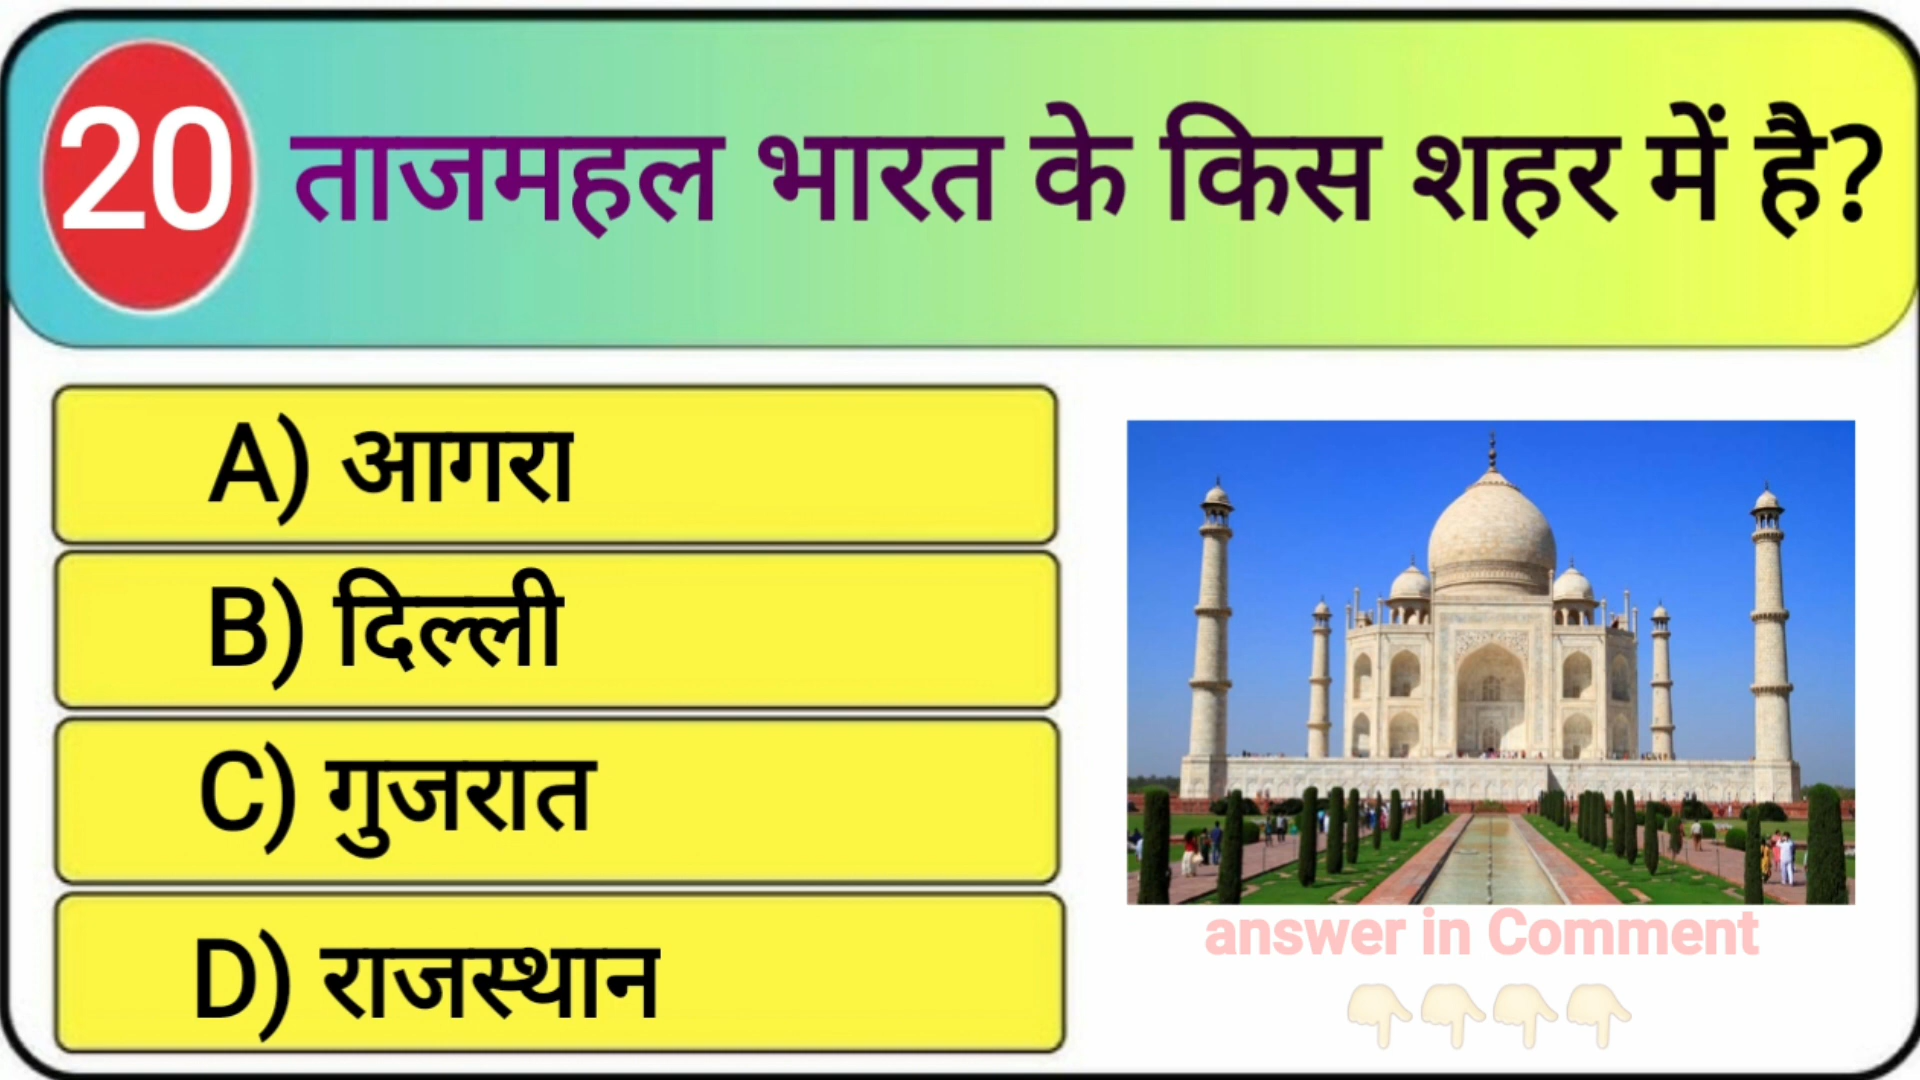 20 ताजमहल भारत के किस शहर में है?
A) आगरा
B) दिल्ली
C) गुजरात
D) राजस्थान
answer in Comment